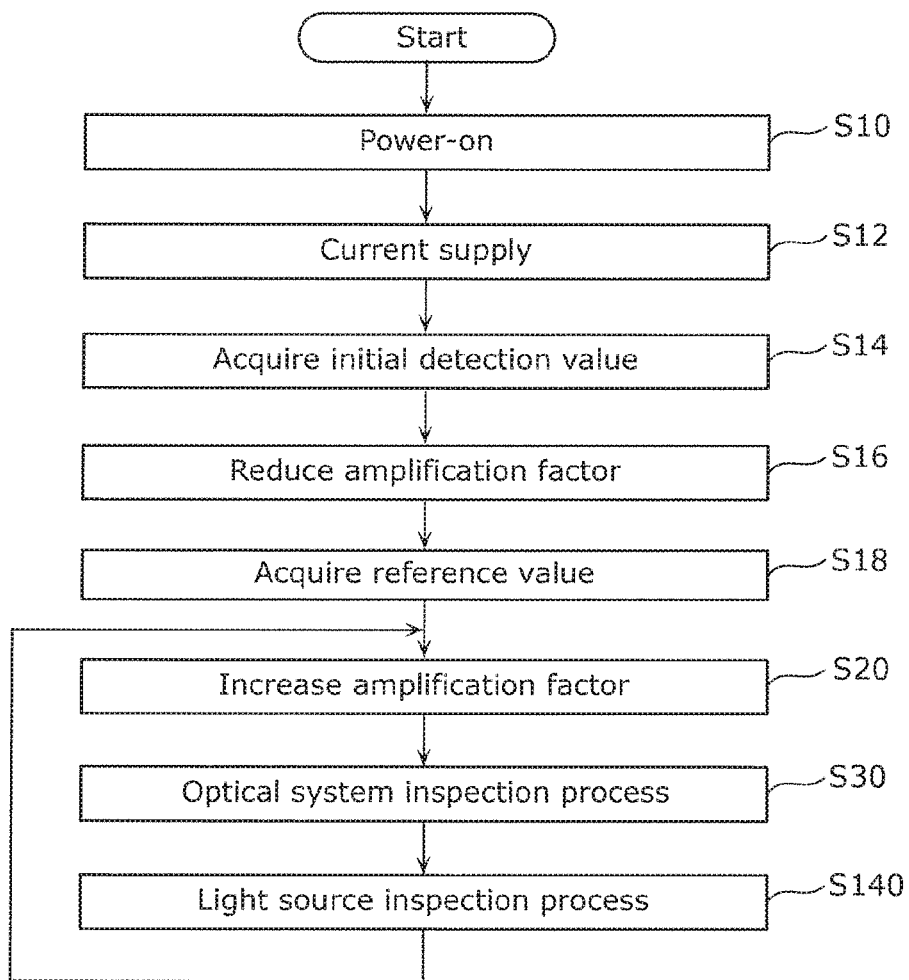 Start
Power-on
S10
Current supply
S12
Acquire initial detection value
S14
Reduce amplification factor
S16
Acquire reference value
S18
Increase amplification factor
S20
Optical system inspection process
S30
Light source inspection process
S140